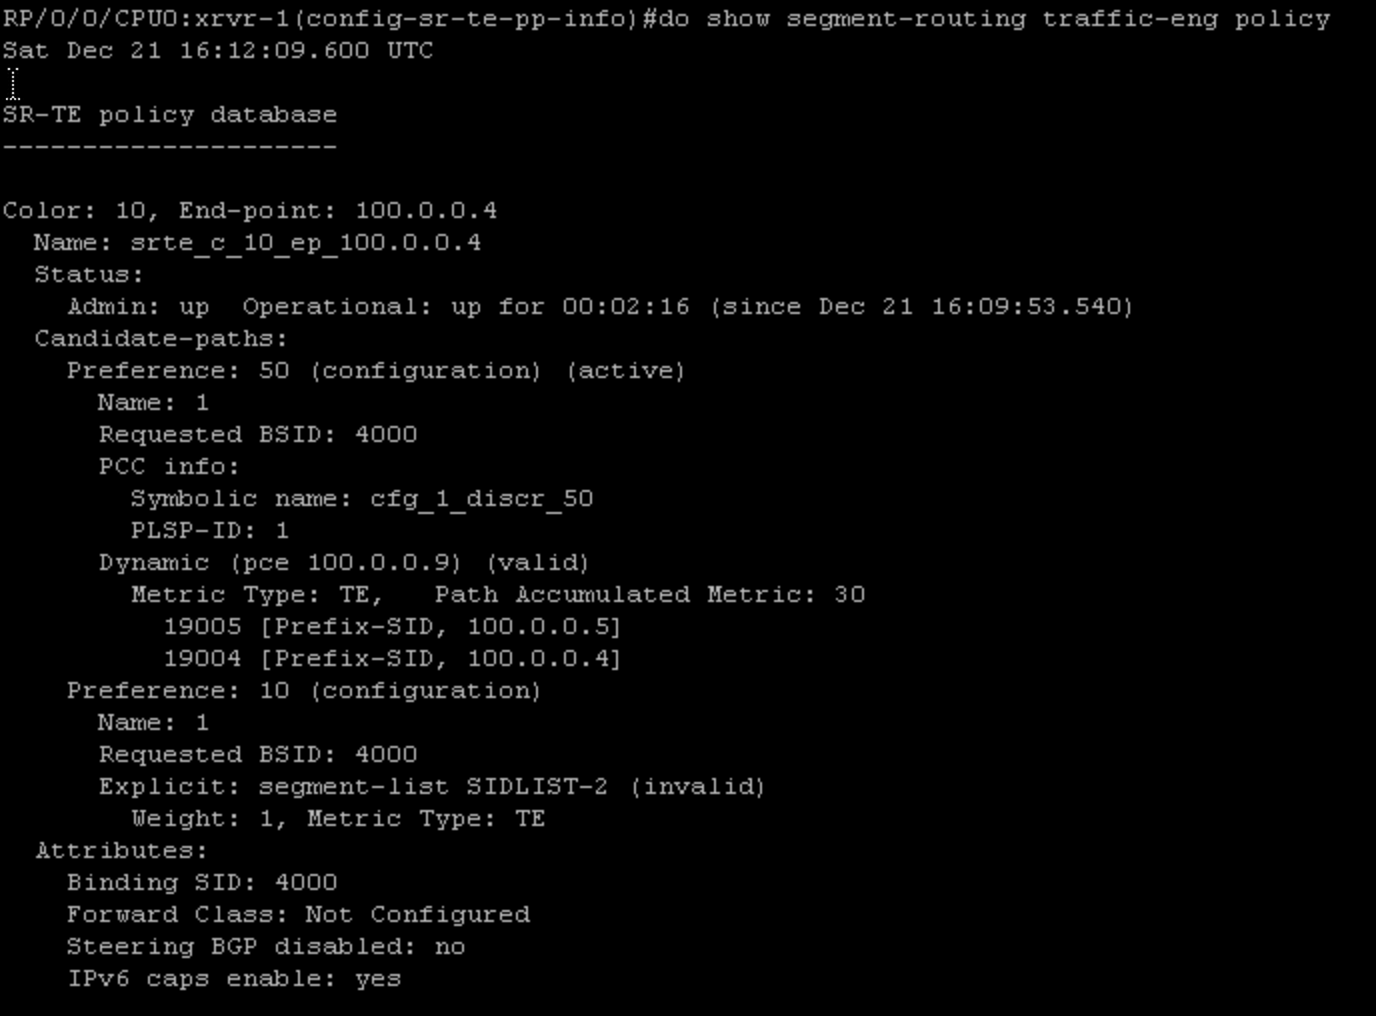 RP/0/0/CPU0:xrvr-1(config-sr-te-pp-info)#do show segment-routing traffic-eng policy
Sat Dec 21 16:12:09.600 UTC
SR-TE policy database
---------------------
Color: 10, End-point: 100.0.0.4
Name: srte_c_10_ep_100.0.0.4
Status:
Admin: up  Operational: up for 00:02:16 (since Dec 21 16:09:53.540)
Candidate-paths:
Preference: 50 (configuration) (active)
Name: 1
Requested BSID: 4000
PCC info:
Symbolic name: cfg_1_discr_50
PLSP-ID: 1
Dynamic (pce 100.0.0.9) (valid)
Metric Type: TE,   Path Accumulated Metric: 30
19005 [Prefix-SID, 100.0.0.5]
19004 [Prefix-SID, 100.0.0.4]
Preference: 10 (configuration)
Name: 1
Requested BSID: 4000
Explicit: segment-list SIDLIST-2 (invalid)
Weight: 1, Metric Type: TE
Attributes:
Binding SID: 4000
Forward Class: Not Configured
Steering BGP disabled: no
IPv6 caps enable: yes